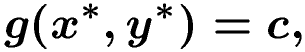 g(x*, y*) = c,